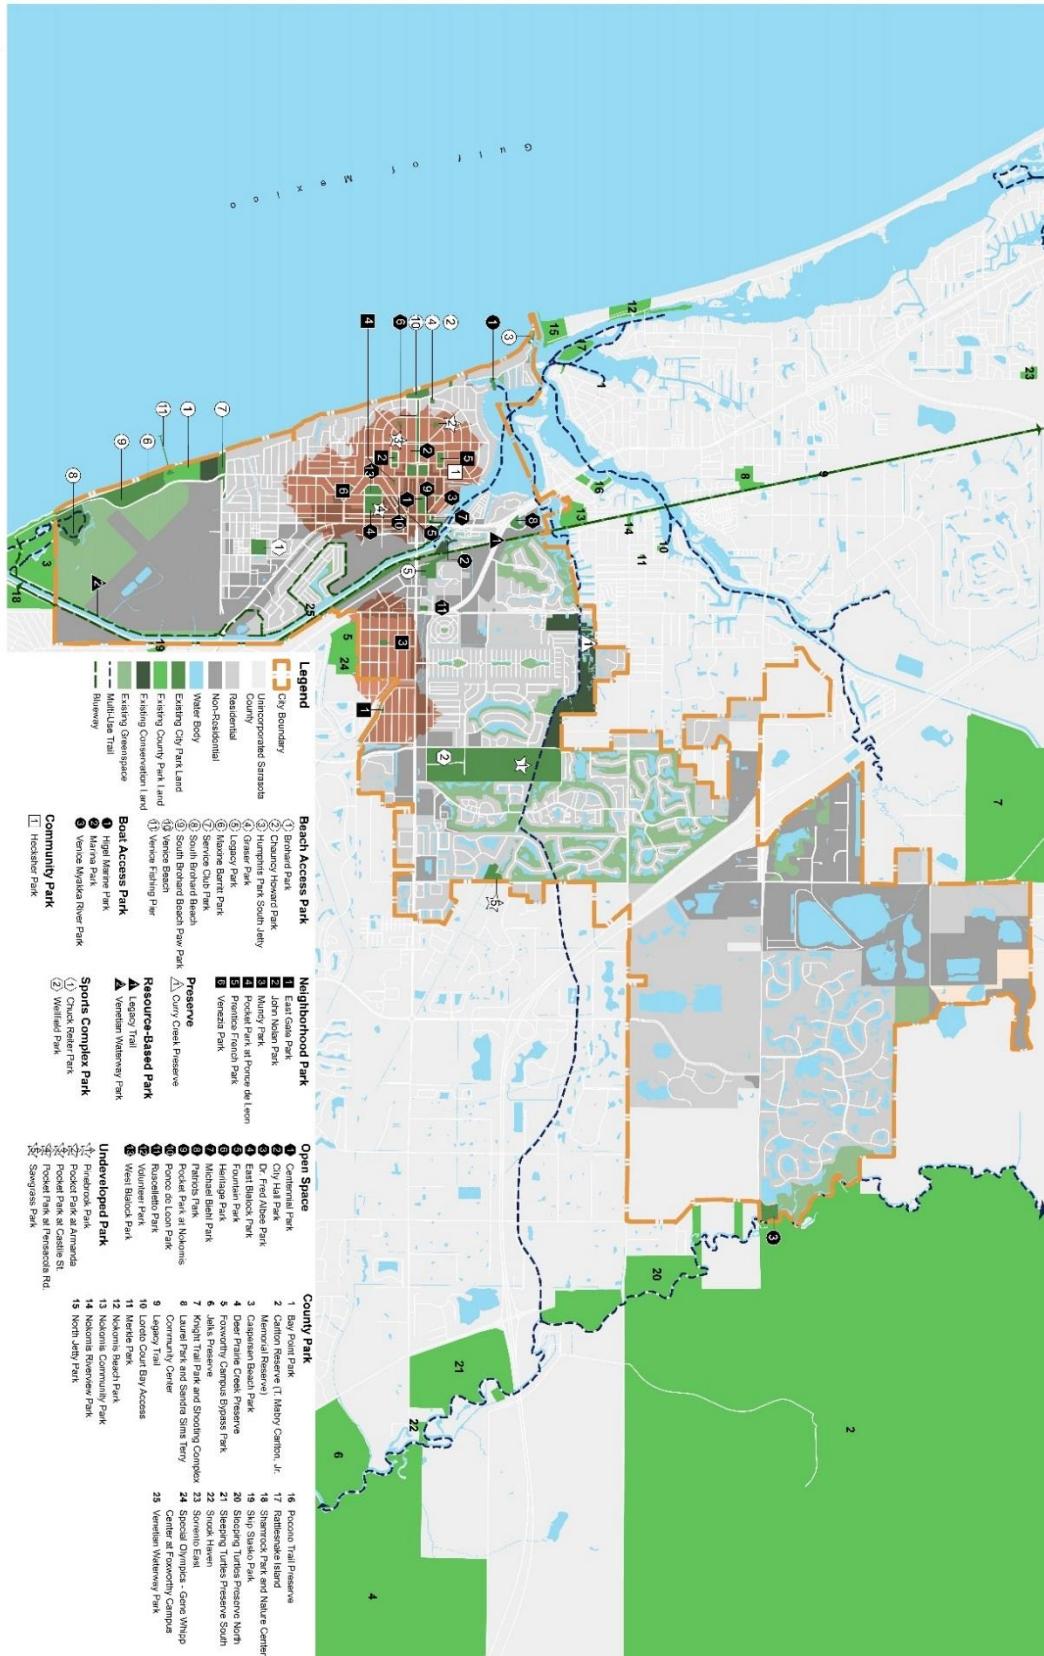 Gulf of Mexico
Legend
City Boundary
Unincorporated Sarasota
County
Residential
Non-Residential
Water Body
Existing City Park Land
Existing County Park Land
Existing Conservation Land
Existing Greenspace
Multi-Use Trail
Blueway
Beach Access Park
1 Brohard Park
2 Chauncy Howard Park
3 Humphris Park South Jetty
4 Graser Park
5 Legacy Park
6 Maxine Barritt Park
7 Service Club Park
8 South Brohard Beach
9 South Brohard Beach Paw Park
10 Venice Beach
11 Venice Fishing Pier
Boat Access Park
1 Higel Marine Park
2 Marina Park
3 Venice Myakka River Park
Community Park
1 Hecksher Park
Neighborhood Park
1 East Gate Park
2 John Nolan Park
3 Mundy Park
4 Pocket Park at Ponce de Leon
5 Prentice French Park
6 Venezia Park
Preserve
1 Curry Creek Preserve
Resource-Based Park
1 Legacy Trail
2 Venetian Waterway Park
Sports Complex Park
1 Chuck Reiter Park
2 Wellfield Park
Open Space
1 Centennial Park
2 City Hall Park
3 Dr. Fred Albee Park
4 East Blalock Park
5 Fountain Park
6 Heritage Park
7 Michael Biehl Park
8 Patriots Park
9 Pocket Park at Nokomis
10 Ponce de Leon Park
11 Ruscelletto Park
12 Volunteer Park
13 West Blalock Park
Undeveloped Park
1 Pinebrook Park
2 Pocket Park at Armada
3 Pocket Park at Castile St.
4 Pocket Park at Pensacola Rd.
5 Sawgrass Park
County Park
1 Bay Point Park
2 Carlton Reserve (T. Mabry Carlton, Jr.
Memorial Reserve)
3 Caspersen Beach Park
4 Deer Prairie Creek Preserve
5 Foxworthy Campus Bypass Park
6 Jelks Preserve
7 Knight Trail Park and Shooting Complex
8 Laurel Park and Sandra Sims Terry
Community Center
9 Legacy Trail
10 Loreto Court Bay Access
11 Merkle Park
12 Nokomis Beach Park
13 Nokomis Community Park
14 Nokomis Riverview Park
15 North Jetty Park
16 Pocono Trail Preserve
17 Rattlesnake Island
18 Shamrock Park and Nature Center
19 Skip Stasko Park
20 Sleeping Turtles Preserve North
21 Sleeping Turtles Preserve South
22 Snook Haven
23 Sorrento East
24 Special Olympics - Gene Whipp
Center at Foxworthy Campus
25 Venetian Waterway Park